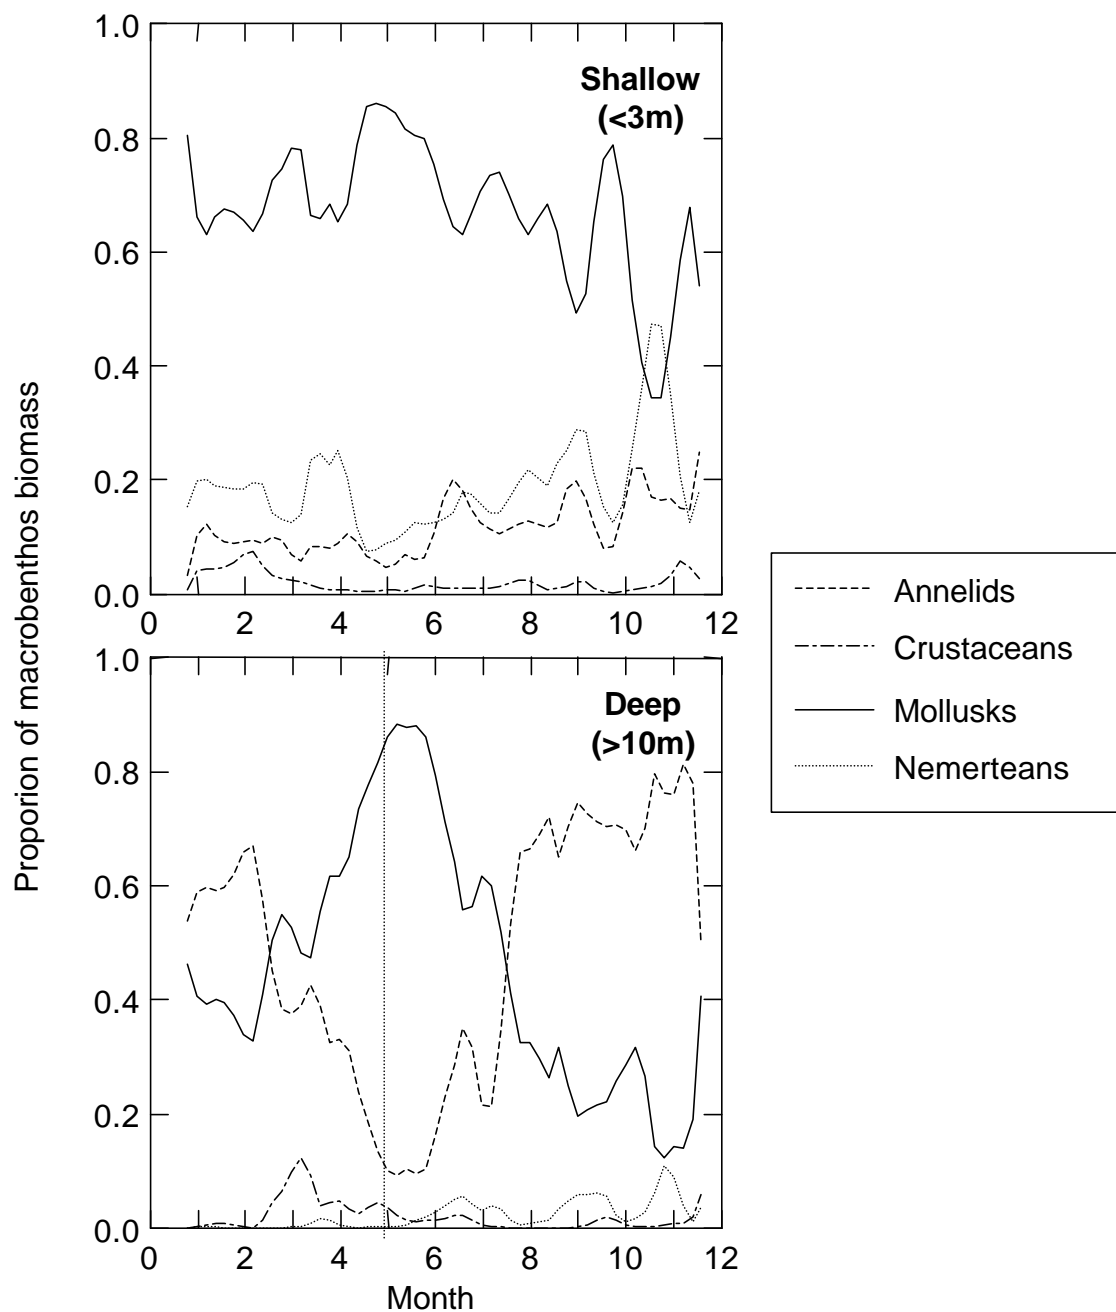 Proporion of macrobenthos biomass
1.0
0.8
0.6
0.4
0.2
0.0
0 2 4 6 8 10 12
Shallow
(<3m)
1.0
0.8
0.6
0.4
0.2
0.0
0 2 4 6 8 10 12
Deep
(>10m)
Month
Annelids
Crustaceans
Mollusks
Nemerteans